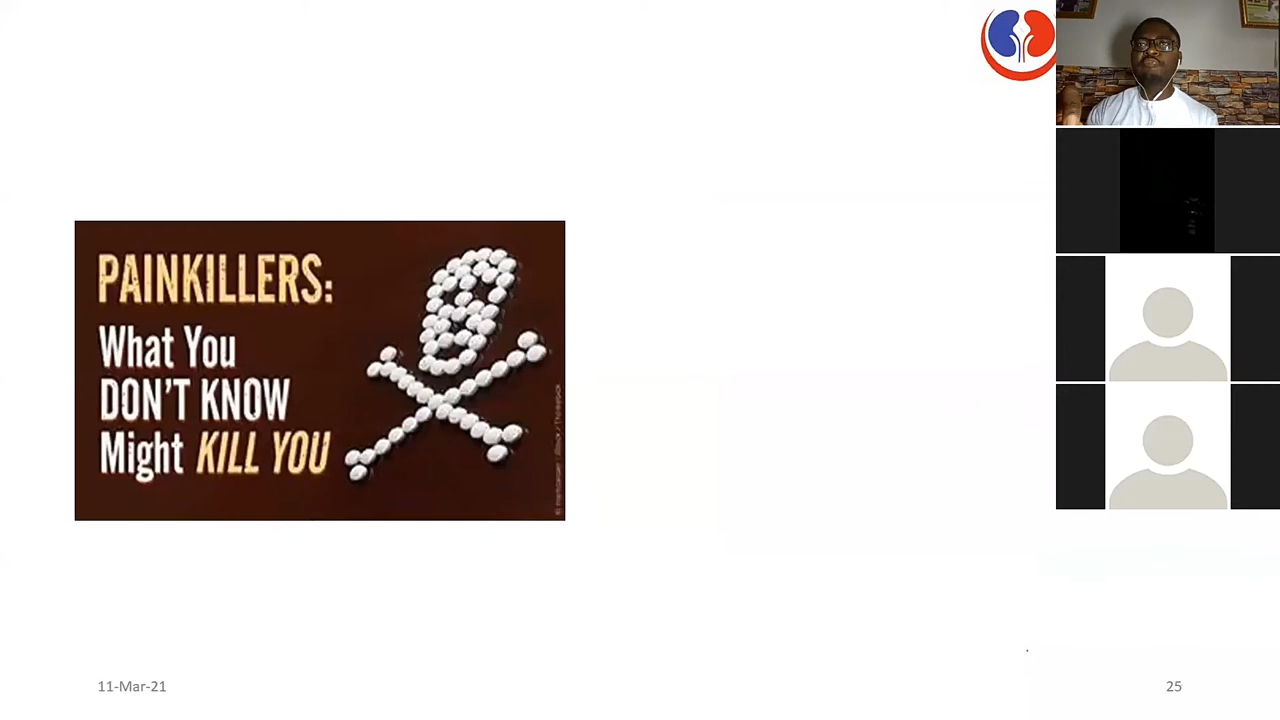 PAINKILLERS:
What You
DON'T KNOW
Might KILL YOU
11-Mar-21
25